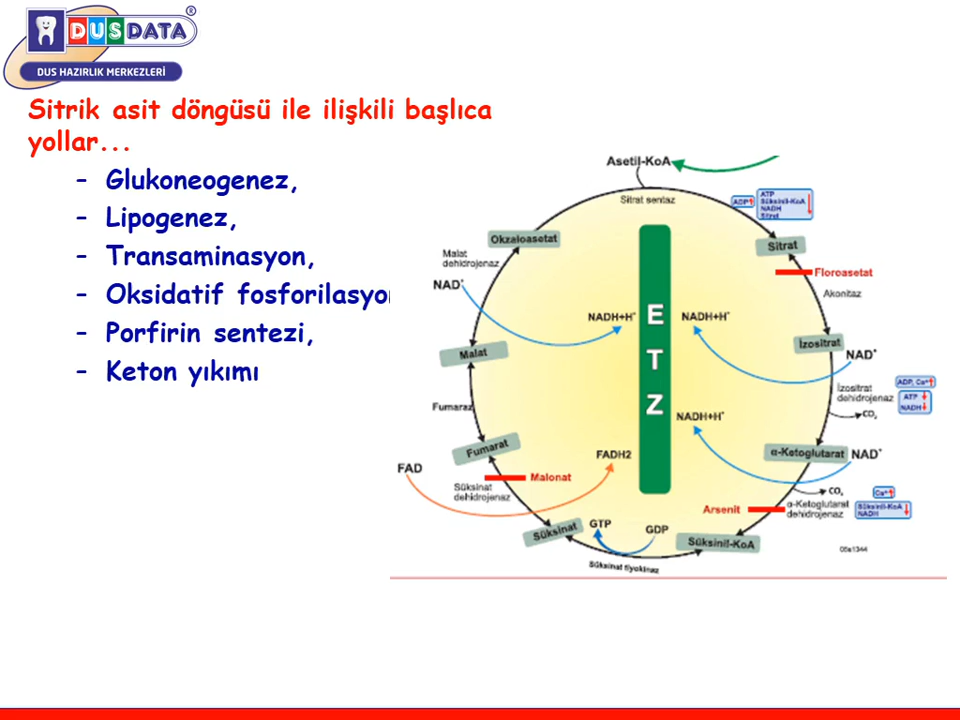 DUSDATA
®
DUS HAZIRLIK MERKEZLERİ
Sitrik asit döngüsü ile ilişkili başlıca
yollar...
– Glukoneogenez,
– Lipogenez,
– Transaminasyon,
– Oksidatif fosforilasyon
– Porfirin sentezi,
– Keton yıkımı
Asetil-KoA
Sitrat sentaz
ADP
ATP
Süksinil-KoA
NADH
Sitrat
Okzaloasetat
Sitrat
Malat
dehidrojenaz
NAD⁺
Floroasetat
Akonitaz
NADH+H⁺
E
T
Z
NADH+H⁺
İzositrat
NAD⁺
Malat
İzositrat
dehidrojenaz
ADP, Ca⁺
ATP
NADH
CO₂
Fumaraz
NADH+H⁺
Fumarat
FADH2
α-Ketoglutarat
NAD⁺
FAD
Malonat
Süksinat
dehidrojenaz
CO₂
Ca⁺
α-Ketoglutarat
dehidrojenaz
Süksinil-KoA
NADH
Arsenit
Süksinat
GTP
GDP
Süksinil-KoA
Süksinat tiyokinaz
05e1344